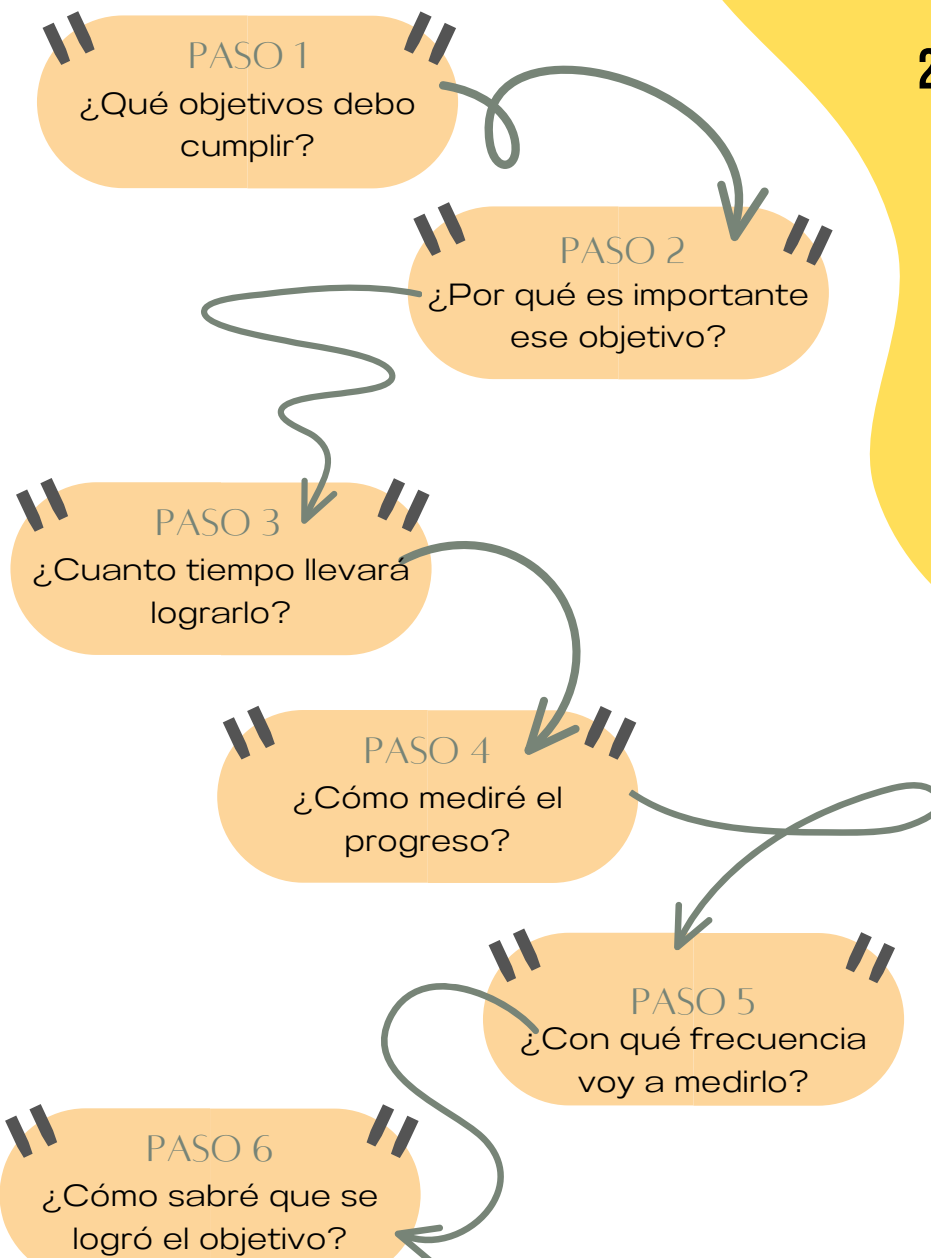 PASO 1
¿Qué objetivos debo
cumplir?
2
PASO 2
¿Por qué es importante
ese objetivo?
PASO 3
¿Cuanto tiempo llevará
lograrlo?
PASO 4
¿Cómo mediré el
progreso?
PASO 5
¿Con qué frecuencia
voy a medirlo?
PASO 6
¿Cómo sabré que se
logró el objetivo?